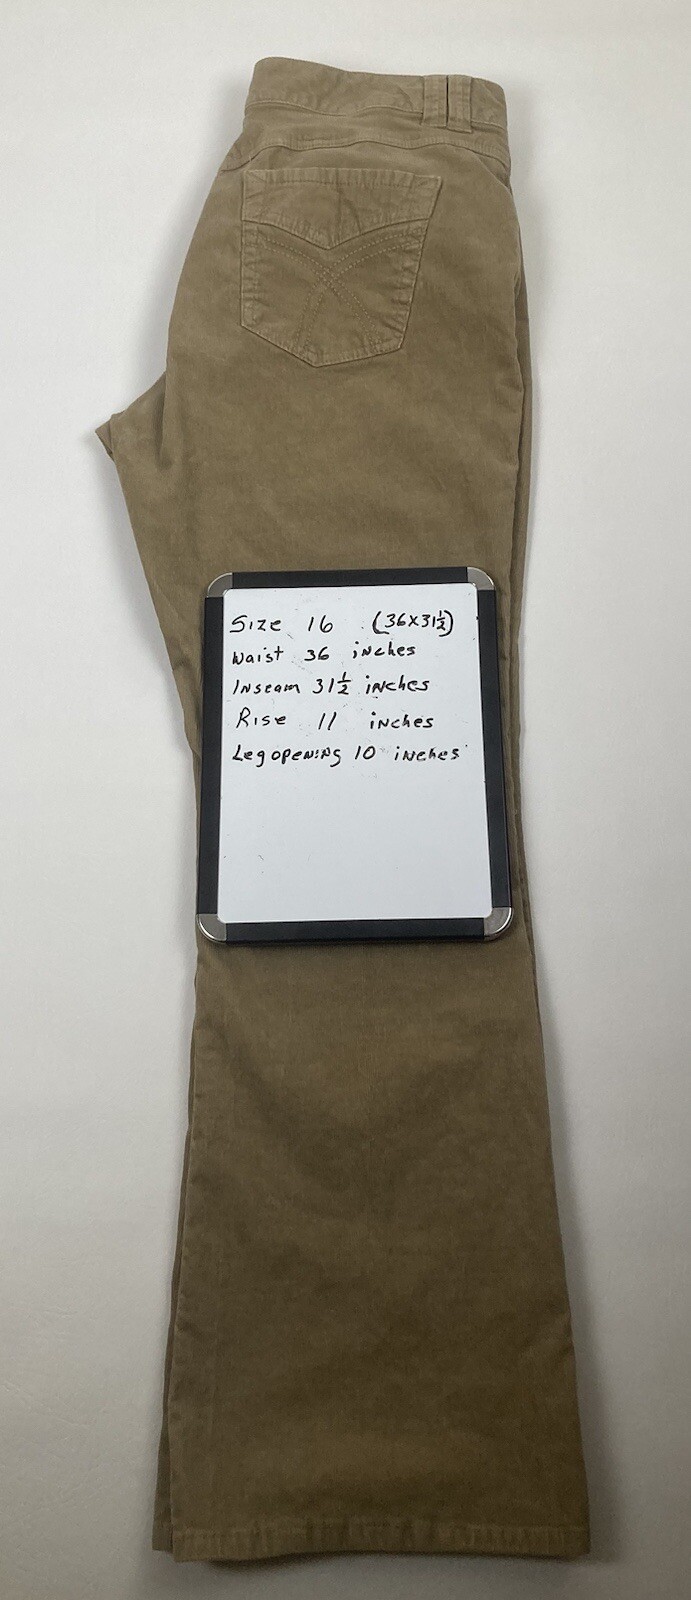 Size 16 (36x31½)
Waist 36 inches
Inseam 31½ inches
Rise 11 inches
Leg opening 10 inches